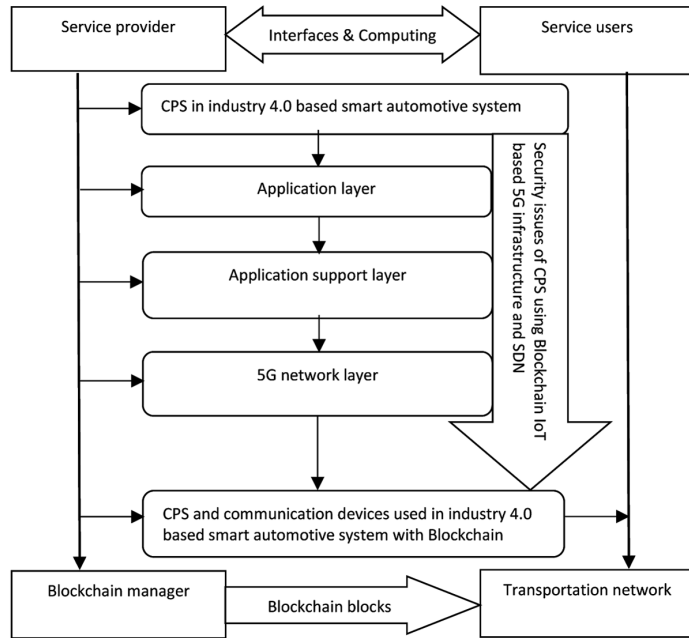 Service provider
Interfaces & Computing
Service users
CPS in industry 4.0 based smart automotive system
Application layer
Application support layer
5G network layer
Security issues of CPS using Blockchain IoT
based 5G infrastructure and SDN
CPS and communication devices used in industry 4.0
based smart automotive system with Blockchain
Blockchain manager
Blockchain blocks
Transportation network